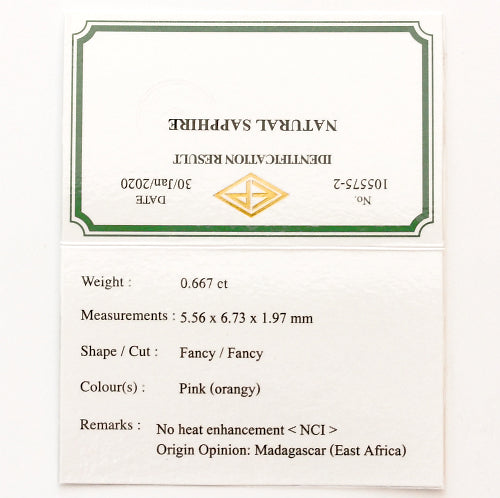 No. 105575-2
DATE 30/Jan/2020
IDENTIFICATION RESULT
NATURAL SAPPHIRE
Weight : 0.667 ct
Measurements : 5.56 x 6.73 x 1.97 mm
Shape / Cut : Fancy / Fancy
Colour(s) : Pink (orangy)
Remarks : No heat enhancement < NCI >
Origin Opinion: Madagascar (East Africa)